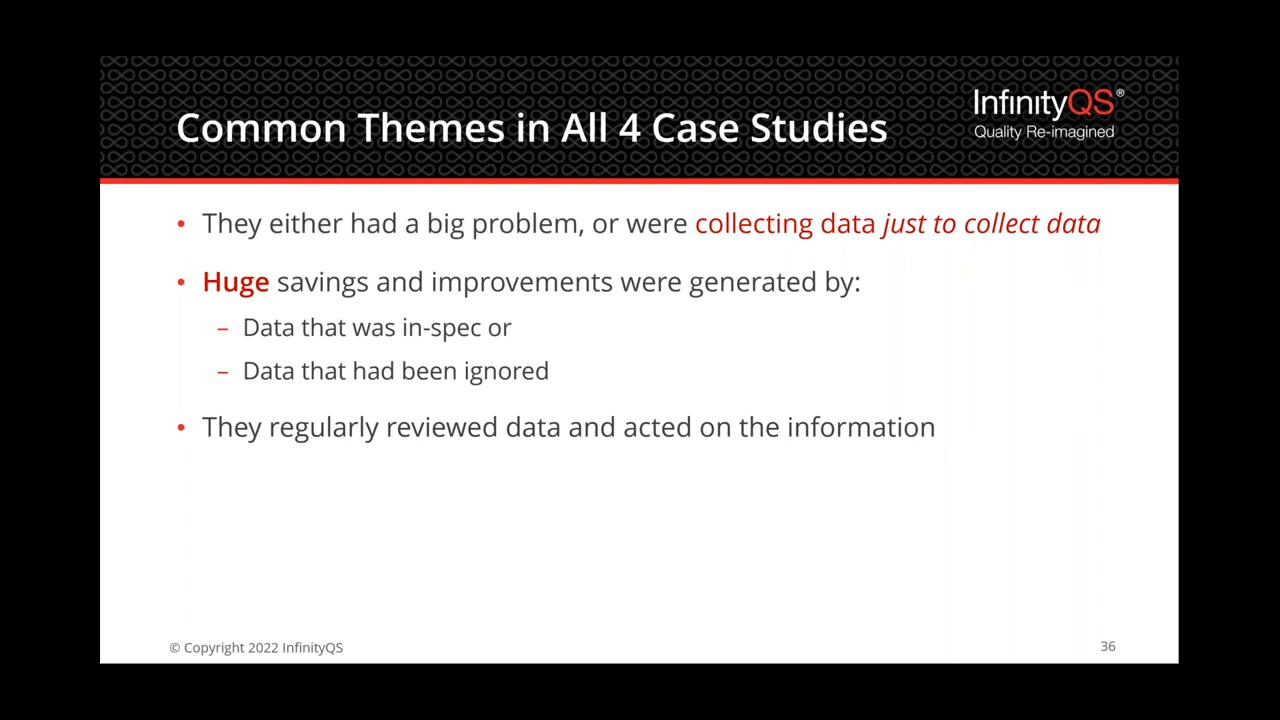 InfinityQS®
Quality Re-imagined
Common Themes in All 4 Case Studies
• They either had a big problem, or were collecting data just to collect data
• Huge savings and improvements were generated by:
– Data that was in-spec or
– Data that had been ignored
• They regularly reviewed data and acted on the information
© Copyright 2022 InfinityQS
36